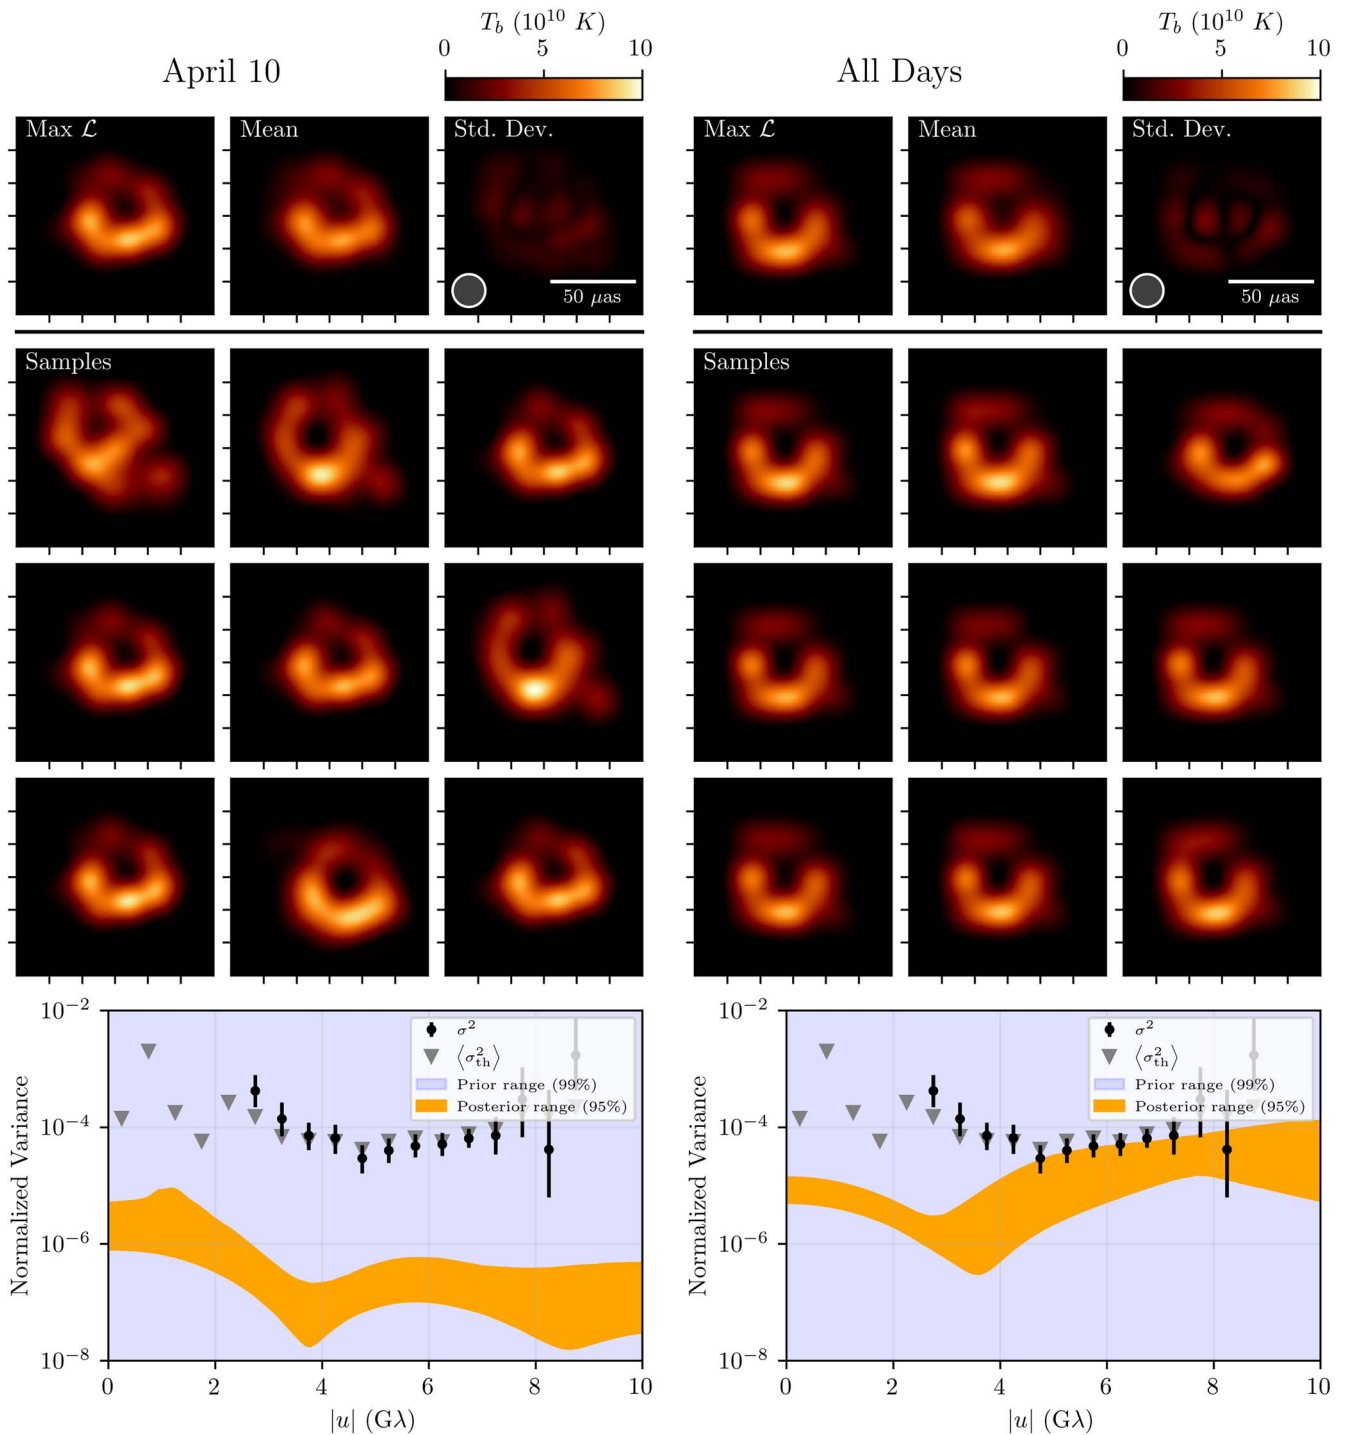 T_b (10^10 K)
0 5 10
April 10
Max ℒ
Mean
Std. Dev.
50 μas
Samples
Normalized Variance
10^−2
10^−4
10^−6
10^−8
σ^2
⟨σ^2_th⟩
Prior range (99%)
Posterior range (95%)
0 2 4 6 8 10
|u| (Gλ)
T_b (10^10 K)
0 5 10
All Days
Max ℒ
Mean
Std. Dev.
50 μas
Samples
Normalized Variance
10^−2
10^−4
10^−6
10^−8
σ^2
⟨σ^2_th⟩
Prior range (99%)
Posterior range (95%)
0 2 4 6 8 10
|u| (Gλ)